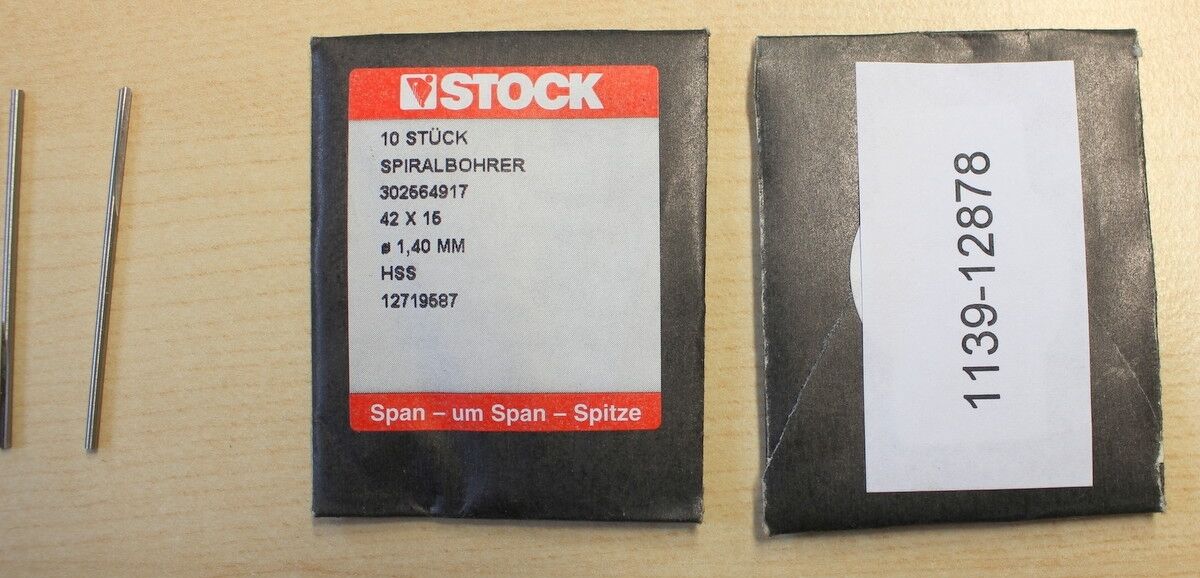 STOCK
10 STÜCK
SPIRALBOHRER
302564917
42 X 15
ø 1,40 MM
HSS
12719587
Span – um Span – Spitze
1139-12878